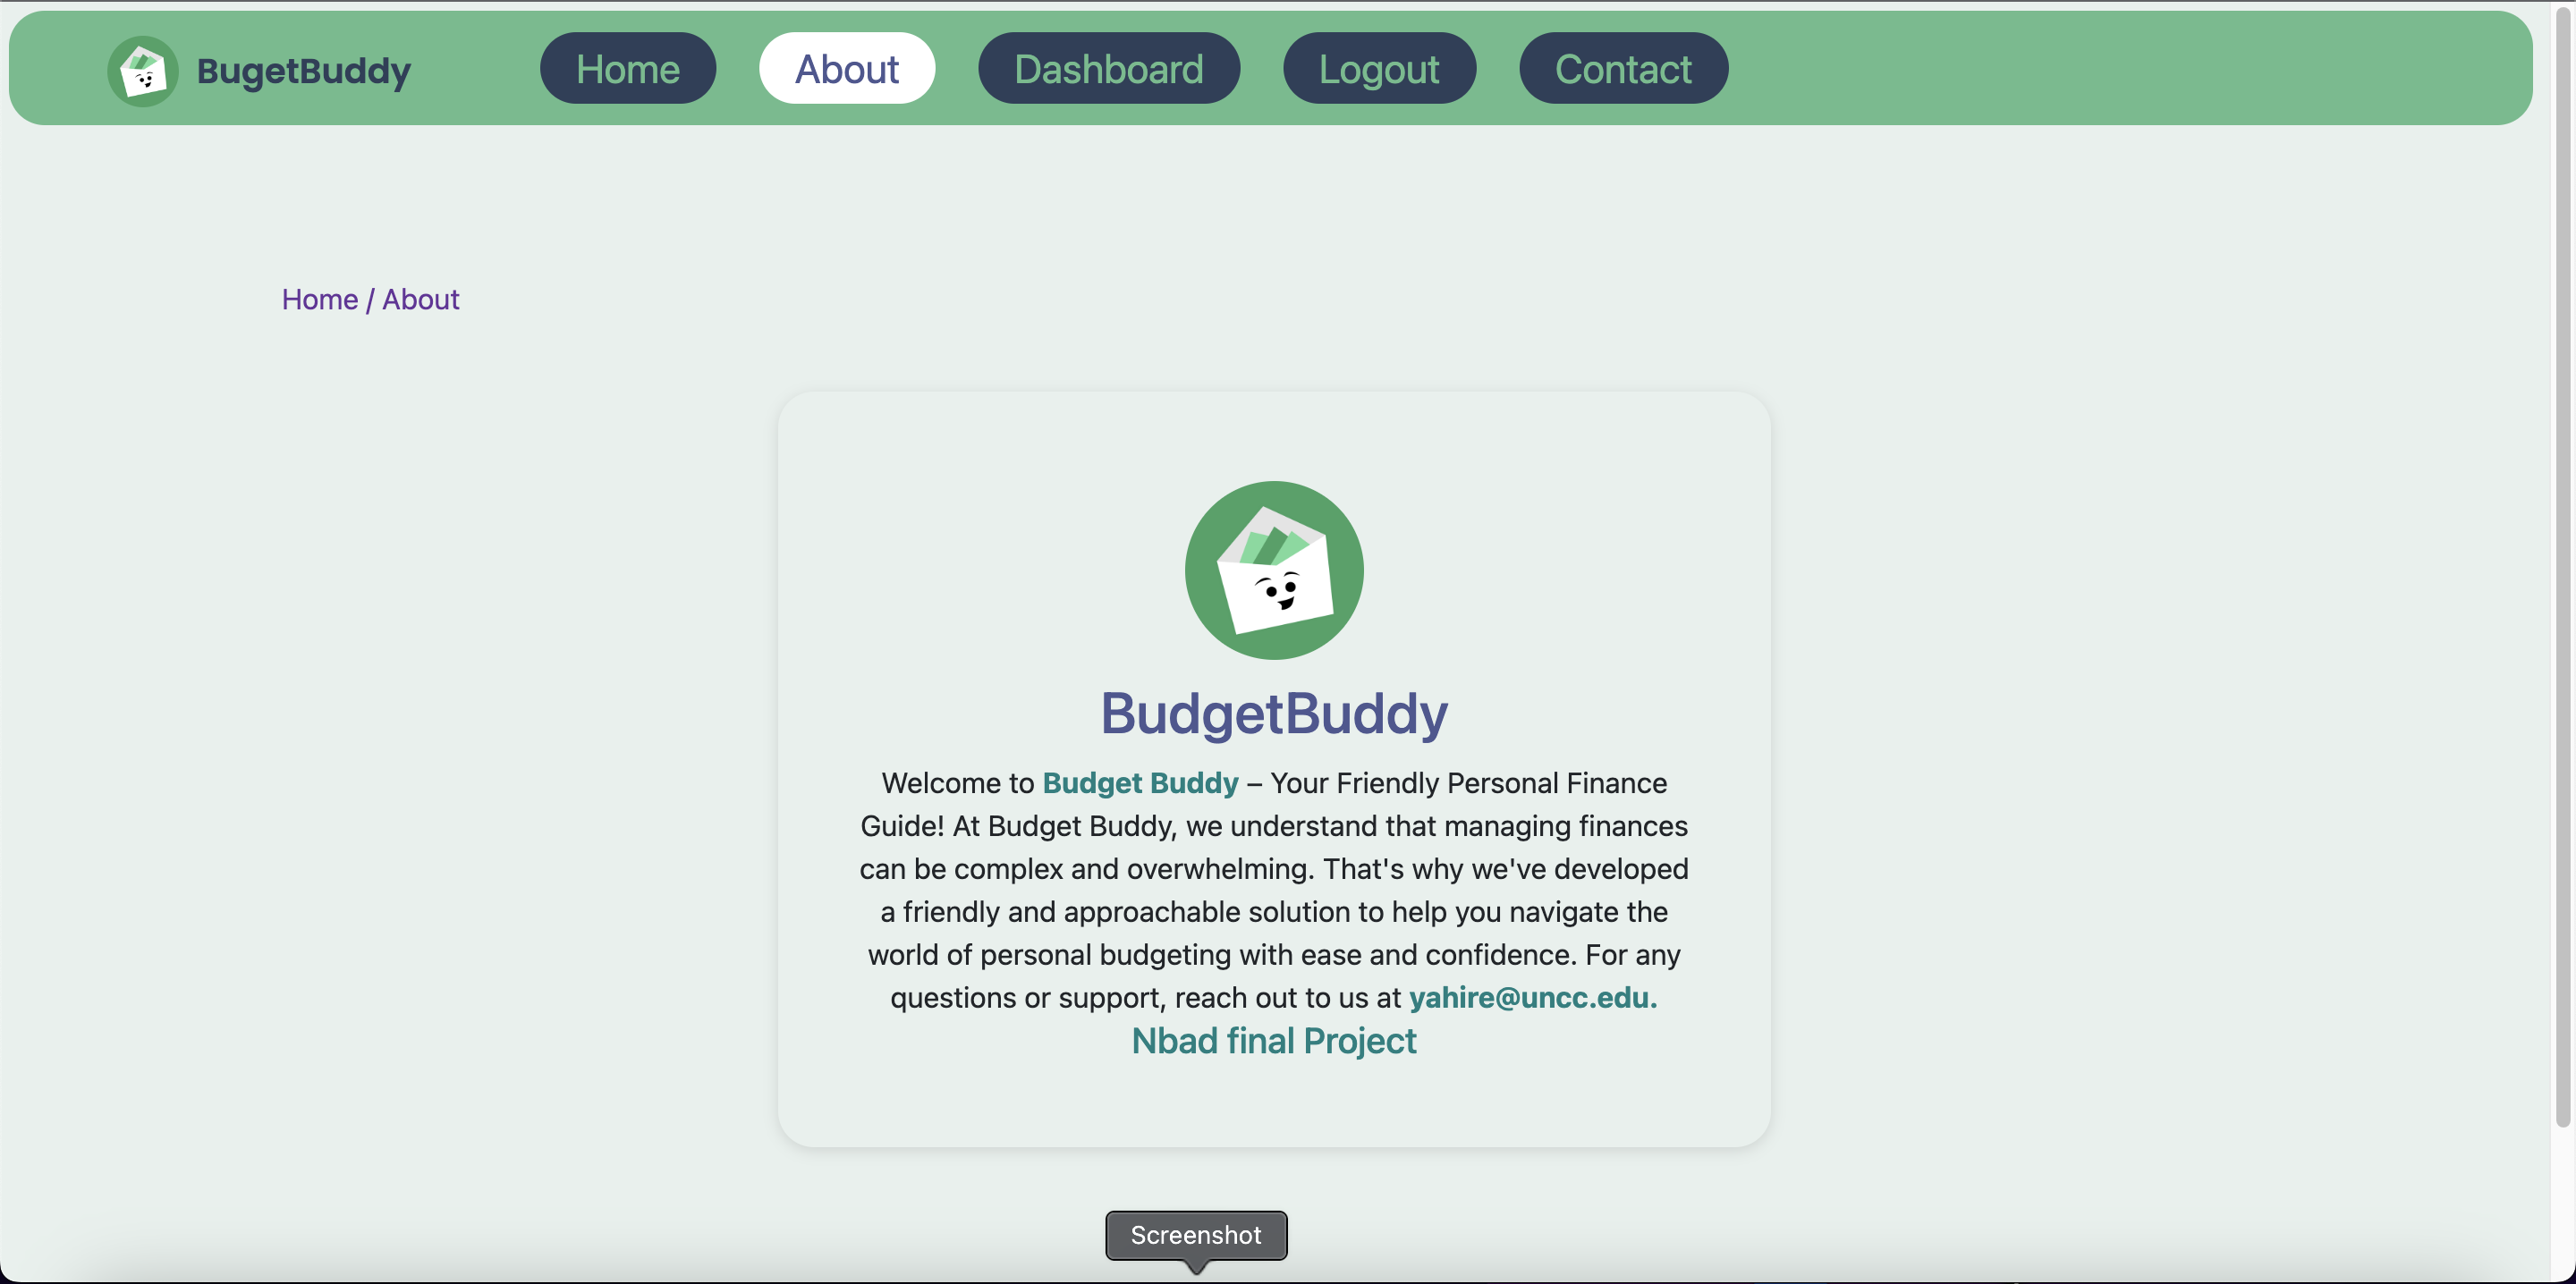 BugetBuddy
Home
About
Dashboard
Logout
Contact
Home / About
BudgetBuddy
Welcome to Budget Buddy – Your Friendly Personal Finance
Guide! At Budget Buddy, we understand that managing finances
can be complex and overwhelming. That's why we've developed
a friendly and approachable solution to help you navigate the
world of personal budgeting with ease and confidence. For any
questions or support, reach out to us at yahire@uncc.edu.
Nbad final Project
Screenshot